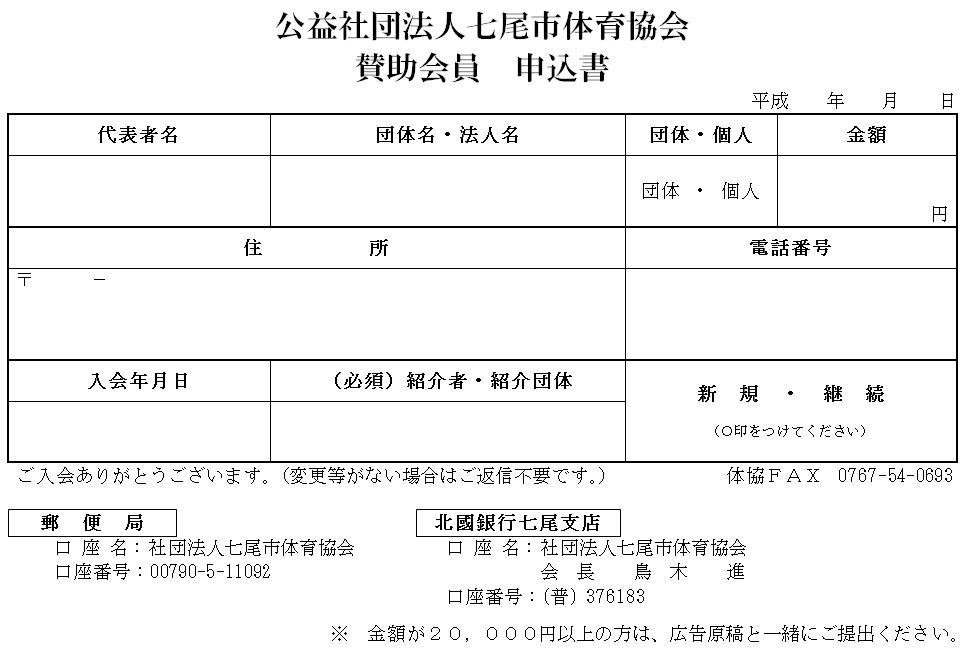 公益社団法人七尾市体育協会
賛助会員　申込書
平成　　年　　月　　日
代表者名　団体名・法人名　団体・個人　金額
団体 ・ 個人
円
住　　　　　所　電話番号
〒　　　－
入会年月日　（必須）紹介者・紹介団体
新　規　・　継　続
（○印をつけてください）
ご入会ありがとうございます。（変更等がない場合はご返信不要です。）　体協ＦＡＸ　0767-54-0693
郵　便　局　北國銀行七尾支店
口 座 名：社団法人七尾市体育協会　口 座 名：社団法人七尾市体育協会
口座番号：00790-5-11092　会　長　　鳥　木　　進
口座番号：(普) 376183
※　金額が２０，０００円以上の方は、広告原稿と一緒にご提出ください。